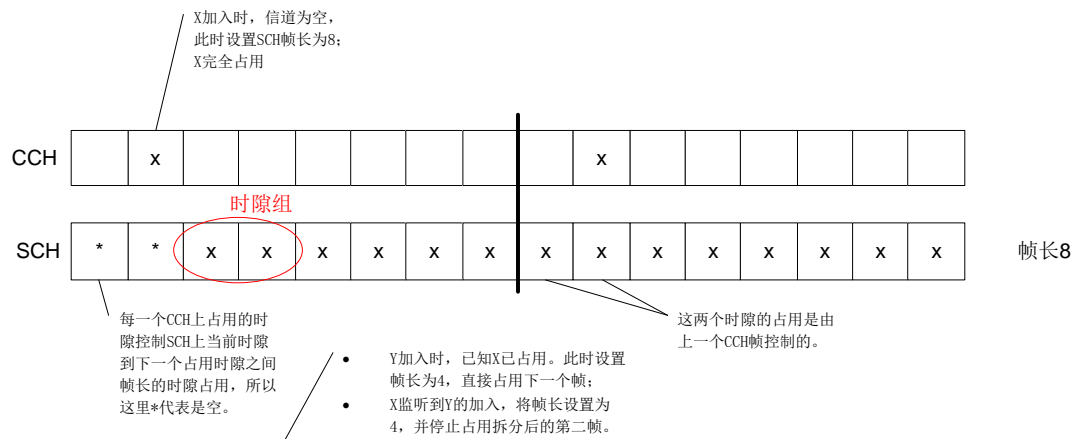 X加入时，信道为空，
此时设置SCH帧长为8；
X完全占用
CCH
x
x
时隙组
SCH
*
*
x
x
x
x
x
x
x
x
x
x
x
x
x
x
帧长8
每一个CCH上占用的时
隙控制SCH上当前时隙
到下一个占用时隙之间
帧长的时隙占用，所以
这里*代表是空。
这两个时隙的占用是由
上一个CCH帧控制的。
● Y加入时，已知X已占用。此时设置
帧长为4，直接占用下一个帧；
● X监听到Y的加入，将帧长设置为
4，并停止占用拆分后的第二帧。